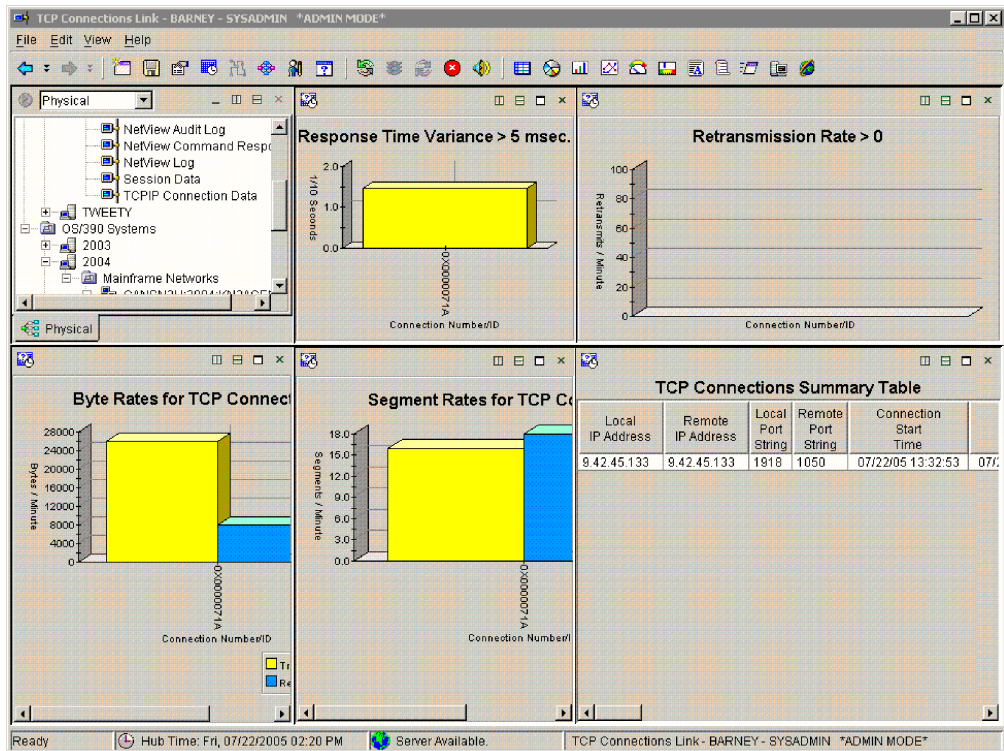 TCP Connections Link - BARNEY - SYSADMIN *ADMIN MODE*
File Edit View Help
Physical
NetView Audit Log
NetView Command Respo
NetView Log
Session Data
TCPIP Connection Data
TWEETY
OS/390 Systems
2003
2004
Mainframe Networks
Physical
Response Time Variance > 5 msec.
2.0
1.0
0.0
1/10 Seconds
0X0000071A
Connection Number/ID
Retransmission Rate > 0
100
80
60
40
20
0
Retransmits / Minute
Connection Number/ID
Byte Rates for TCP Connect
28000
24000
20000
16000
12000
8000
4000
0
Bytes / Minute
0X0000071A
Connection Number/ID
Tr
Re
Segment Rates for TCP Co
18.0
15.0
12.0
9.0
6.0
3.0
0.0
Segments / Minute
0X0000071A
Connection Number/I
TCP Connections Summary Table
Local IP Address Remote IP Address Local Port String Remote Port String Connection Start Time
9.42.45.133 9.42.45.133 1918 1050 07/22/05 13:32:53 07/2
Ready Hub Time: Fri, 07/22/2005 02:20 PM Server Available. TCP Connections Link - BARNEY - SYSADMIN *ADMIN MODE*